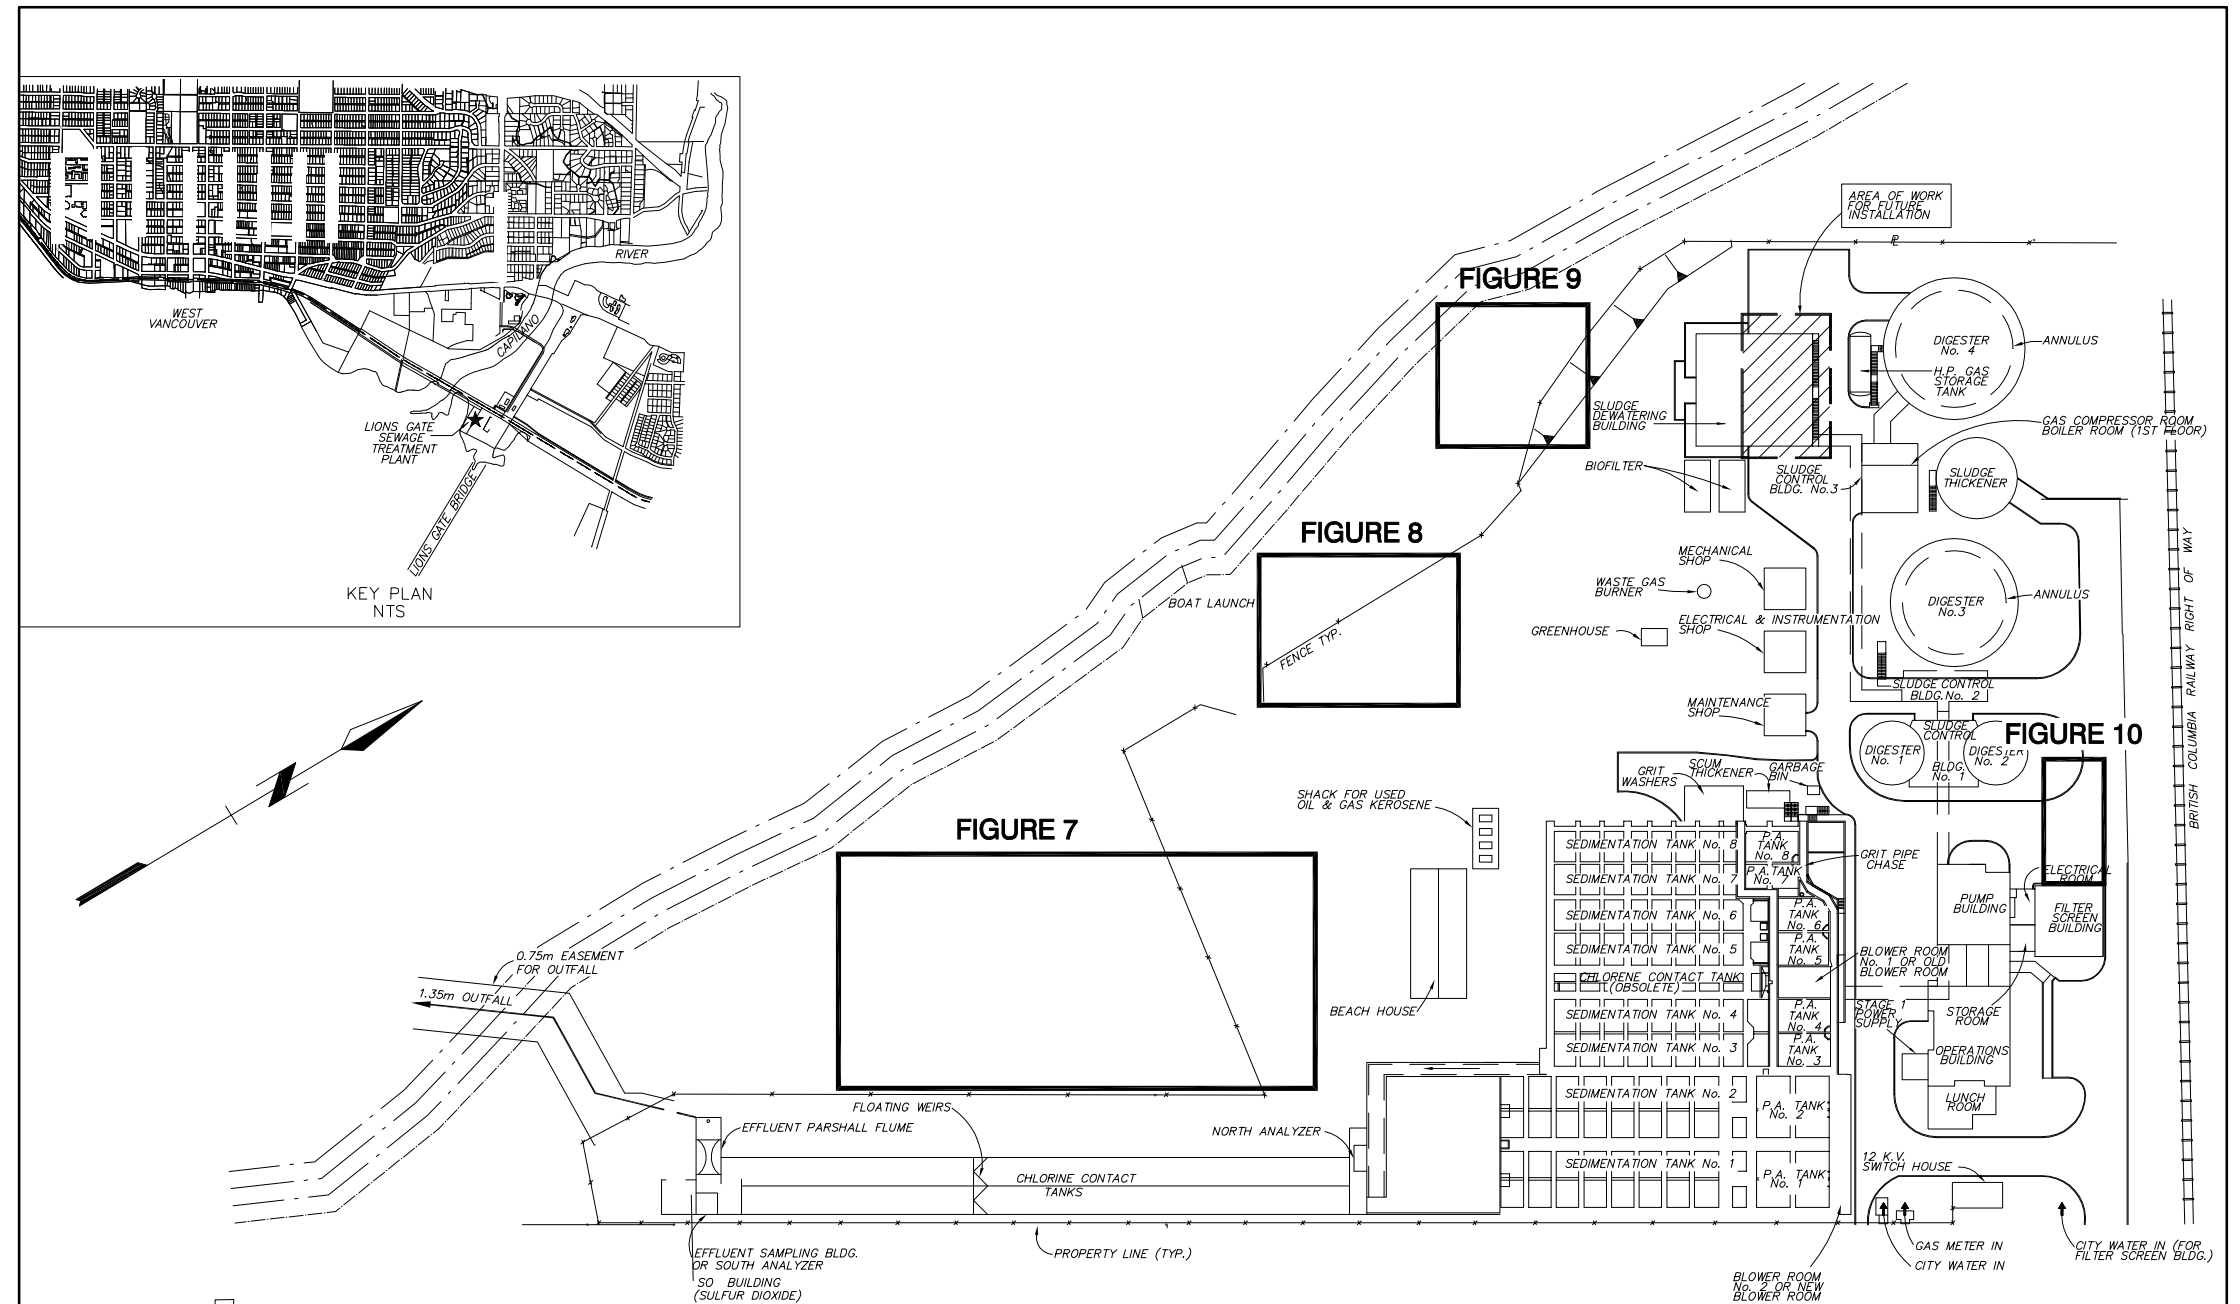 WEST
VANCOUVER
RIVER
CAPILANO
LIONS GATE
SEWAGE
TREATMENT
PLANT
LIONS GATE BRIDGE
KEY PLAN
NTS
N
AREA OF WORK
FOR FUTURE
INSTALLATION
FIGURE 9
DIGESTER
No. 4
ANNULUS
H.P. GAS
STORAGE
TANK
SLUDGE
DEWATERING
BUILDING
GAS COMPRESSOR ROOM
BOILER ROOM (1ST FLOOR)
BIOFILTER
SLUDGE
CONTROL
BLDG. No.3
SLUDGE
THICKENER
FIGURE 8
MECHANICAL
SHOP
WASTE GAS
BURNER
BOAT LAUNCH
FENCE TYP.
GREENHOUSE
ELECTRICAL & INSTRUMENTATION
SHOP
DIGESTER
No.3
ANNULUS
BRITISH COLUMBIA RAILWAY RIGHT OF WAY
SLUDGE CONTROL
BLDG.No. 2
MAINTENANCE
SHOP
SLUDGE
CONTROL
BLDG.
No. 1
DIGESTER
No. 1
DIGESTER
No. 2
FIGURE 10
GRIT
WASHERS
SCUM
THICKENER
GARBAGE
BIN
SHACK FOR USED
OIL & GAS KEROSENE
FIGURE 7
SEDIMENTATION TANK No. 8
P.A.
TANK
No. 8
GRIT PIPE
CHASE
SEDIMENTATION TANK No. 7
P.A.TANK
No. 7
ELECTRICAL
ROOM
PUMP
BUILDING
FILTER
SCREEN
BUILDING
SEDIMENTATION TANK No. 6
P.A.
TANK
No. 6
SEDIMENTATION TANK No. 5
P.A.
TANK
No. 5
BLOWER ROOM
No. 1 OR OLD
BLOWER ROOM
CHLORENE CONTACT TANK
(OBSOLETE)
BEACH HOUSE
SEDIMENTATION TANK No. 4
P.A.
TANK
No. 4
STAGE 1
POWER
SUPPLY
STORAGE
ROOM
SEDIMENTATION TANK No. 3
P.A.
TANK
No. 3
OPERATIONS
BUILDING
0.75m EASEMENT
FOR OUTFALL
1.35m OUTFALL
SEDIMENTATION TANK No. 2
P.A. TANK
No. 2
LUNCH
ROOM
FLOATING WEIRS
EFFLUENT PARSHALL FLUME
NORTH ANALYZER
SEDIMENTATION TANK No. 1
P.A. TANK
No. 1
12 K.V.
SWITCH HOUSE
CHLORINE CONTACT
TANKS
EFFLUENT SAMPLING BLDG.
OR SOUTH ANALYZER
PROPERTY LINE (TYP.)
SO BUILDING
(SULFUR DIOXIDE)
GAS METER IN
CITY WATER IN
CITY WATER IN (FOR
FILTER SCREEN BLDG.)
BLOWER ROOM
No. 2 OR NEW
BLOWER ROOM